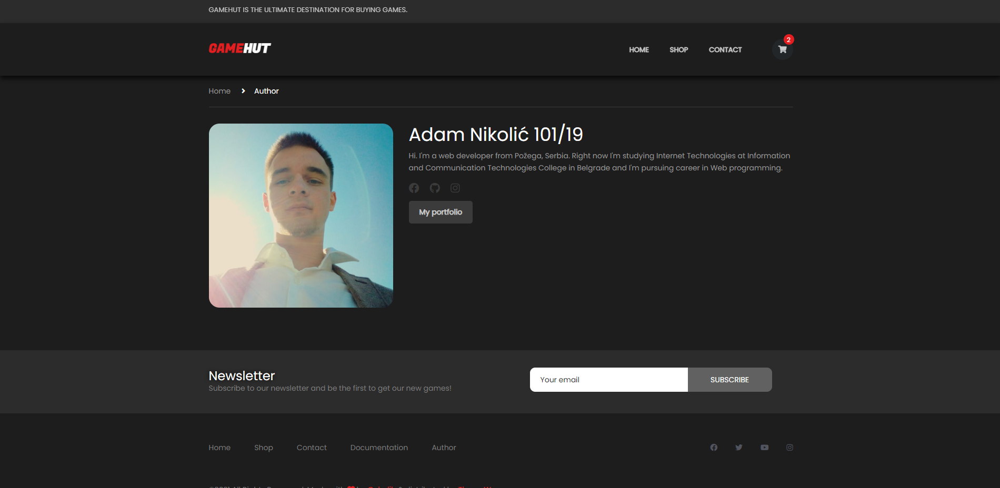 GAMEHUT IS THE ULTIMATE DESTINATION FOR BUYING GAMES.
GAMEHUT
HOME SHOP CONTACT 2
Home Author
Adam Nikolić 101/19
Hi. I'm a web developer from Požega, Serbia. Right now I'm studying Internet Technologies at Information
and Communication Technologies College in Belgrade and I'm pursuing career in Web programming.
My portfolio
Newsletter
Subscribe to our newsletter and be the first to get our new games!
Your email SUBSCRIBE
Home Shop Contact Documentation Author